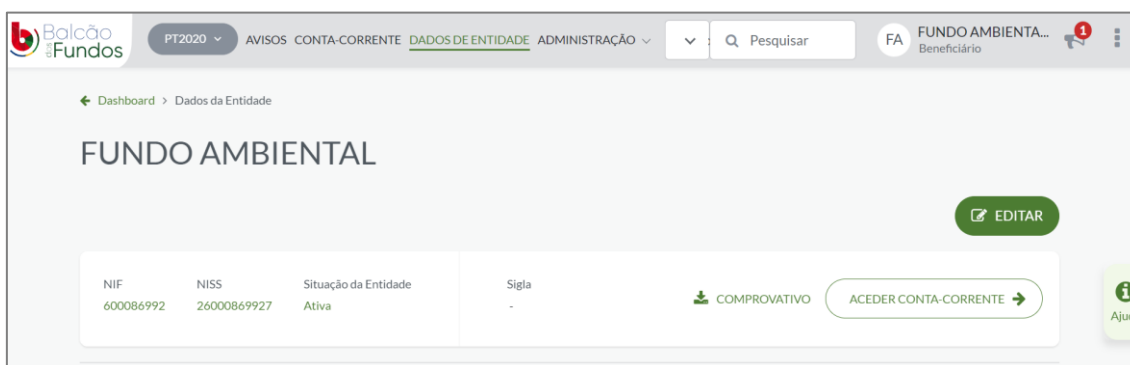 Balcão dos Fundos
PT2020 AVISOS CONTA-CORRENTE DADOS DE ENTIDADE ADMINISTRAÇÃO Pesquisar FA FUNDO AMBIENTA... 1
Beneficiário
Dashboard > Dados da Entidade
FUNDO AMBIENTAL
EDITAR
NIF NISS Situação da Entidade Sigla
600086992 26000869927 Ativa -
COMPROVATIVO ACEDER CONTA-CORRENTE